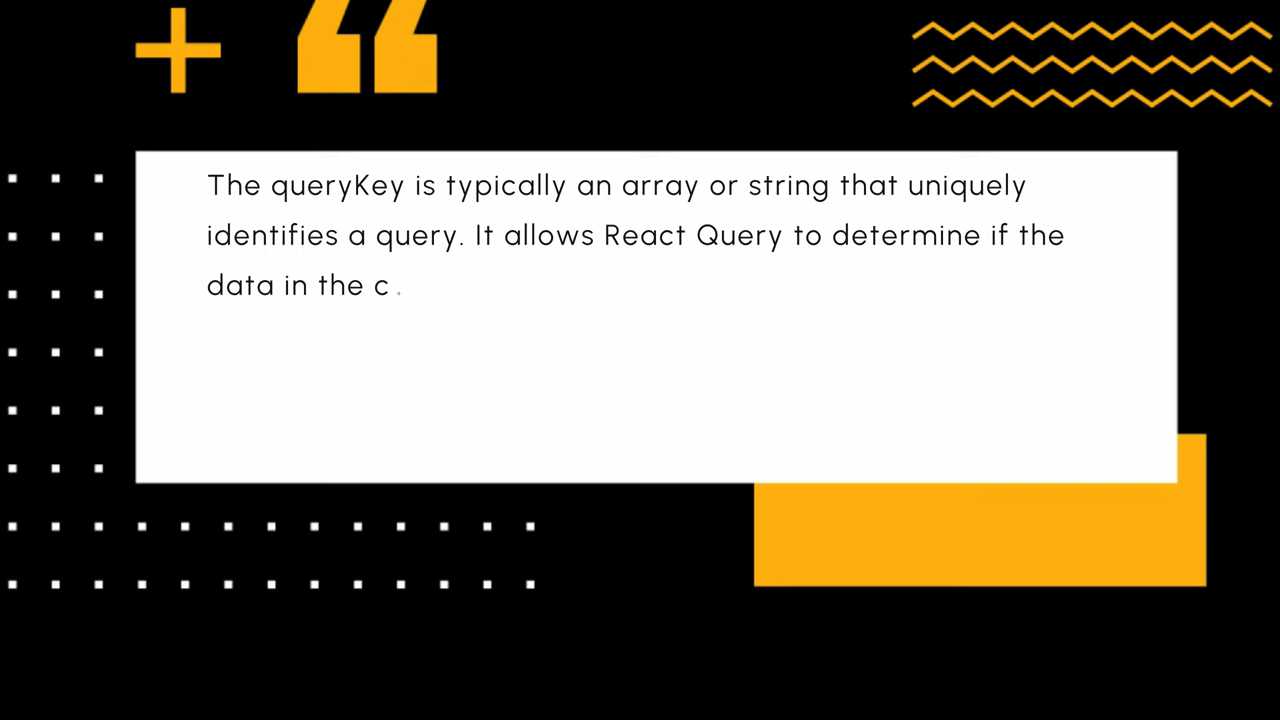 The queryKey is typically an array or string that uniquely
identifies a query. It allows React Query to determine if the
data in the c